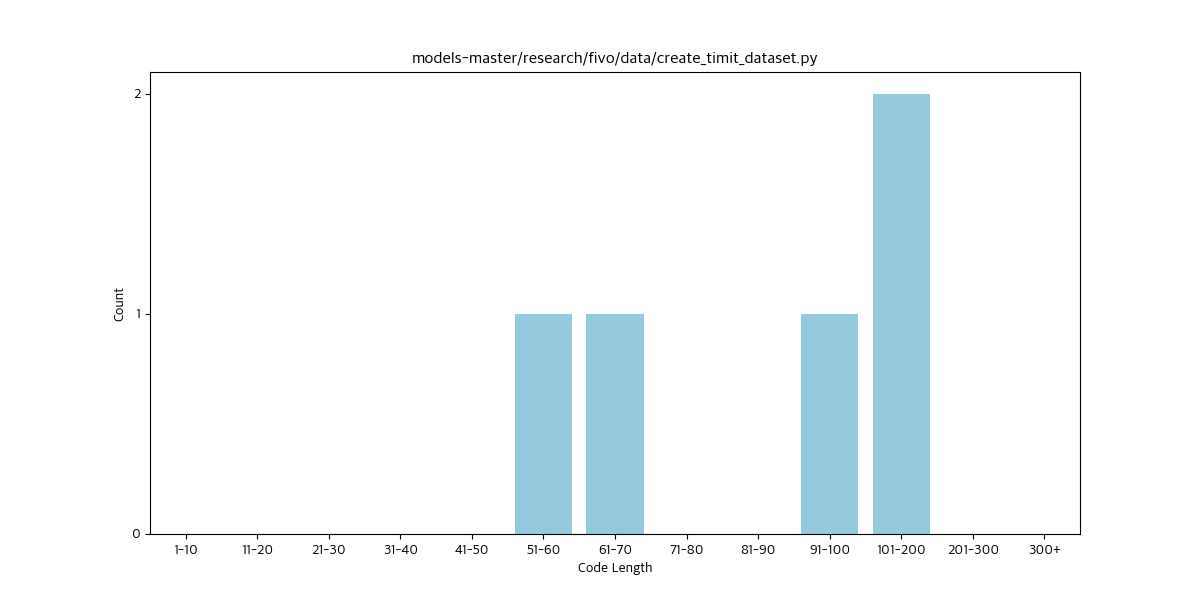 models-master/research/fivo/data/create_timit_dataset.py
Count
2
1
0
1-10 11-20 21-30 31-40 41-50 51-60 61-70 71-80 81-90 91-100 101-200 201-300 300+
Code Length